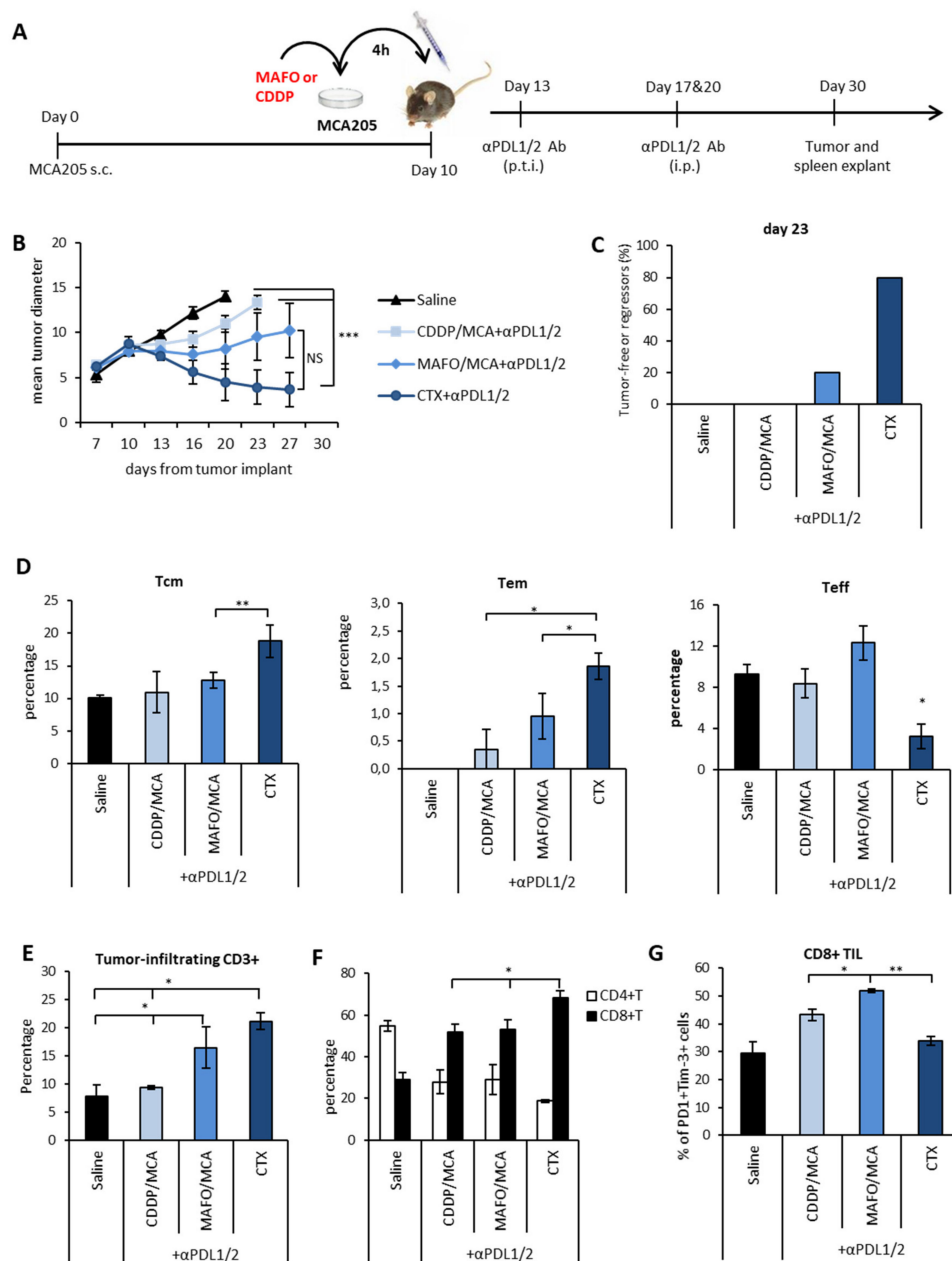 A
MAFO or
CDDP
4h
MCA205
Day 0
MCA205 s.c.
Day 10
Day 13
Day 17&20
Day 30
αPDL1/2 Ab
(p.t.i.)
αPDL1/2 Ab
(i.p.)
Tumor and
spleen explant
B
mean tumor diameter
20
15
10
5
0
7 10 13 16 20 23 27 30
days from tumor implant
NS
***
Saline
CDDP/MCA+αPDL1/2
MAFO/MCA+αPDL1/2
CTX+αPDL1/2
C
day 23
Tumor-free or regressors (%)
100
80
60
40
20
0
Saline
CDDP/MCA
MAFO/MCA
CTX
+αPDL1/2
D
Tcm
percentage
25
20
15
10
5
0
**
Saline
CDDP/MCA
MAFO/MCA
CTX
+αPDL1/2
Tem
percentage
3,0
2,5
2,0
1,5
1,0
0,5
0,0
*
*
Saline
CDDP/MCA
MAFO/MCA
CTX
+αPDL1/2
Teff
percentage
16
12
8
4
0
*
Saline
CDDP/MCA
MAFO/MCA
CTX
+αPDL1/2
E
Tumor-infiltrating CD3+
Percentage
30
25
20
15
10
5
0
*
*
Saline
CDDP/MCA
MAFO/MCA
CTX
+αPDL1/2
F
percentage
80
60
40
20
0
*
CD4+T
CD8+T
Saline
CDDP/MCA
MAFO/MCA
CTX
+αPDL1/2
G
CD8+ TIL
% of PD1+Tim-3+ cells
60
50
40
30
20
10
0
*
**
Saline
CDDP/MCA
MAFO/MCA
CTX
+αPDL1/2